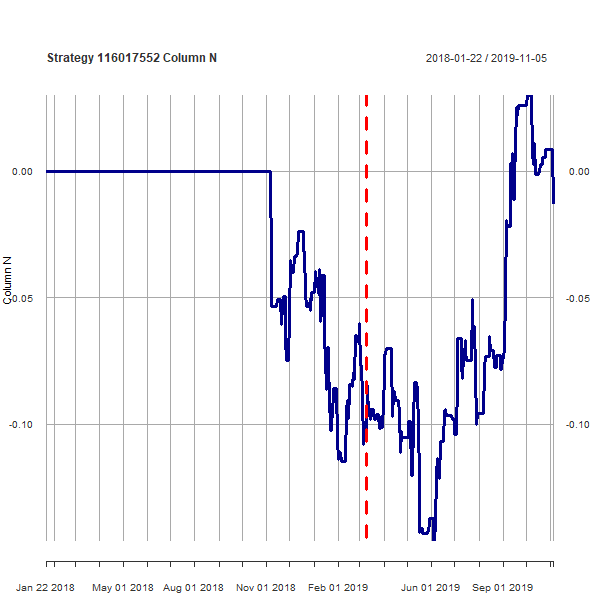 Strategy 116017552 Column N
2018-01-22 / 2019-11-05
0.00
0.00
Column N
-0.05
-0.05
-0.10
-0.10
Jan 22 2018
May 01 2018
Aug 01 2018
Nov 01 2018
Feb 01 2019
Jun 01 2019
Sep 01 2019